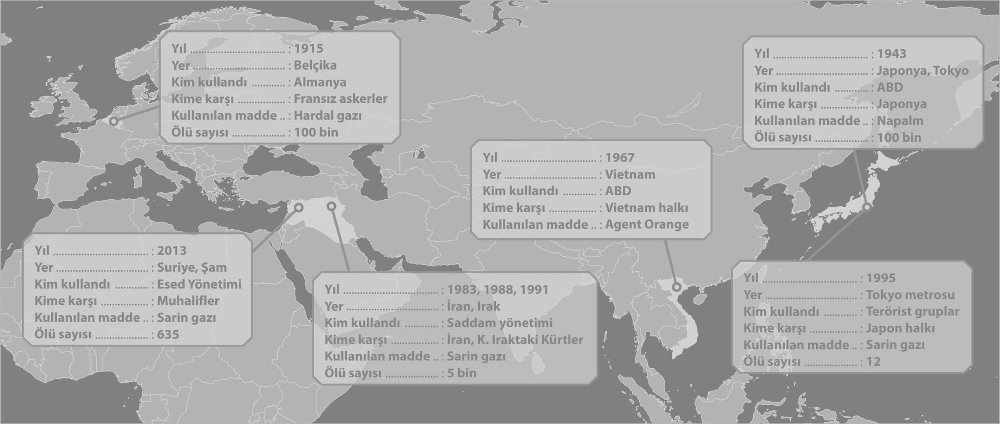 Yıl .................................. : 1915
Yer ................................. : Belçika
Kim kullandı ............ : Almanya
Kime karşı ................. : Fransız askerler
Kullanılan madde .. : Hardal gazı
Ölü sayısı ................... : 100 bin
Yıl .................................. : 1943
Yer ................................. : Japonya, Tokyo
Kim kullandı ............ : ABD
Kime karşı ................. : Japonya
Kullanılan madde .. : Napalm
Ölü sayısı ................... : 100 bin
Yıl .................................. : 1967
Yer ................................. : Vietnam
Kim kullandı ............ : ABD
Kime karşı ................. : Vietnam halkı
Kullanılan madde .. : Agent Orange
Yıl .................................. : 2013
Yer ................................. : Suriye, Şam
Kim kullandı ............ : Esed Yönetimi
Kime karşı ................. : Muhalifler
Kullanılan madde .. : Sarin gazı
Ölü sayısı ................... : 635
Yıl .................................. : 1983, 1988, 1991
Yer ................................. : İran, Irak
Kim kullandı ............ : Saddam yönetimi
Kime karşı ................. : İran, K. Iraktaki Kürtler
Kullanılan madde .. : Sarin gazı
Ölü sayısı ................... : 5 bin
Yıl .................................. : 1995
Yer ................................. : Tokyo metrosu
Kim kullandı ............ : Terörist gruplar
Kime karşı ................. : Japon halkı
Kullanılan madde .. : Sarin gazı
Ölü sayısı ................... : 12